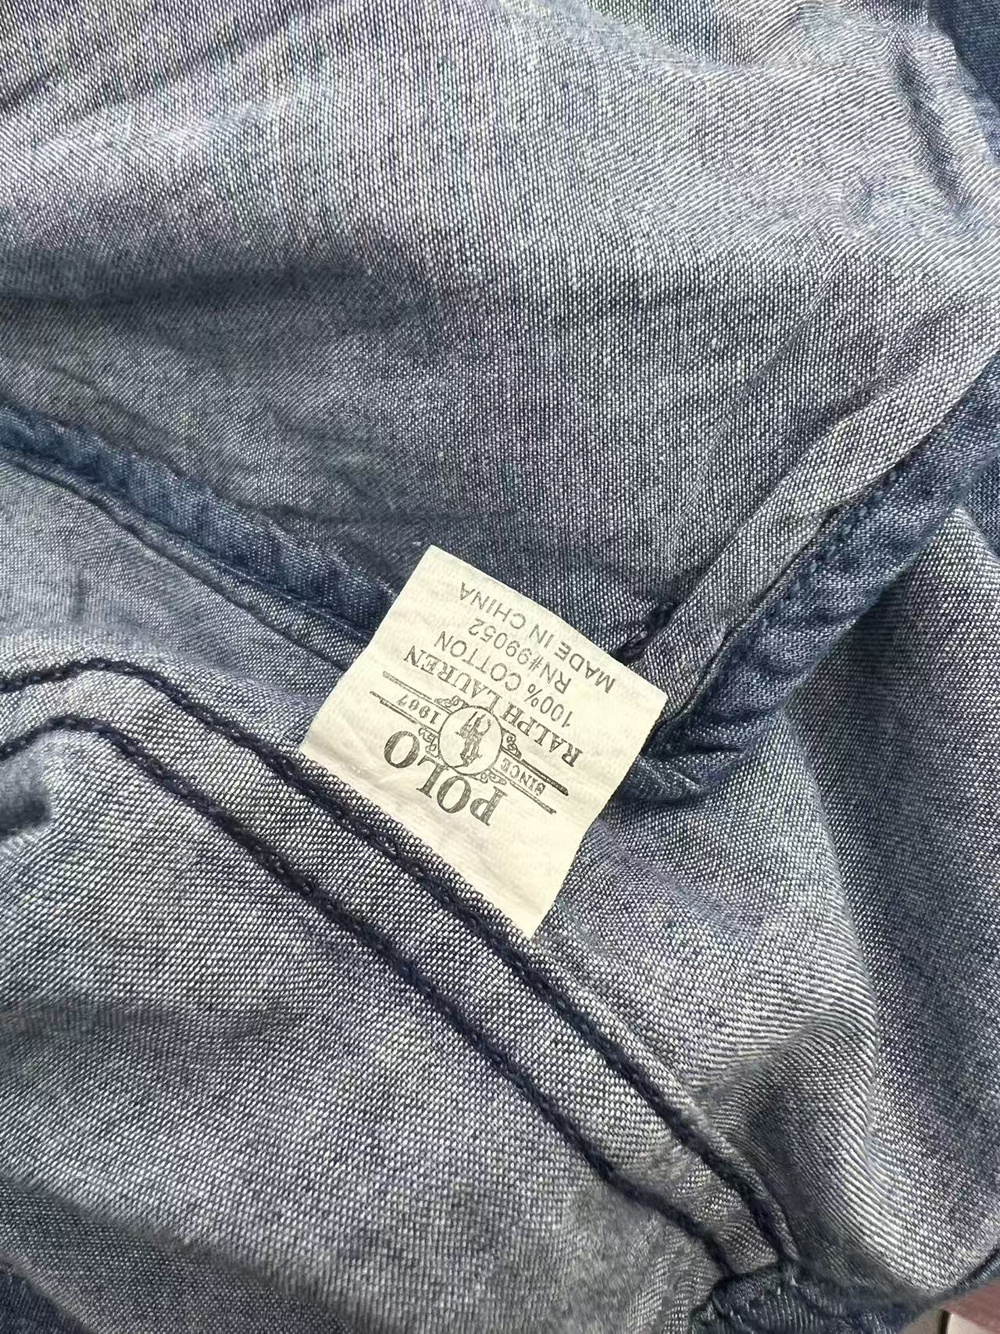 POLO
SINCE 1967
RALPH LAUREN
100% COTTON
RN#99052
MADE IN CHINA